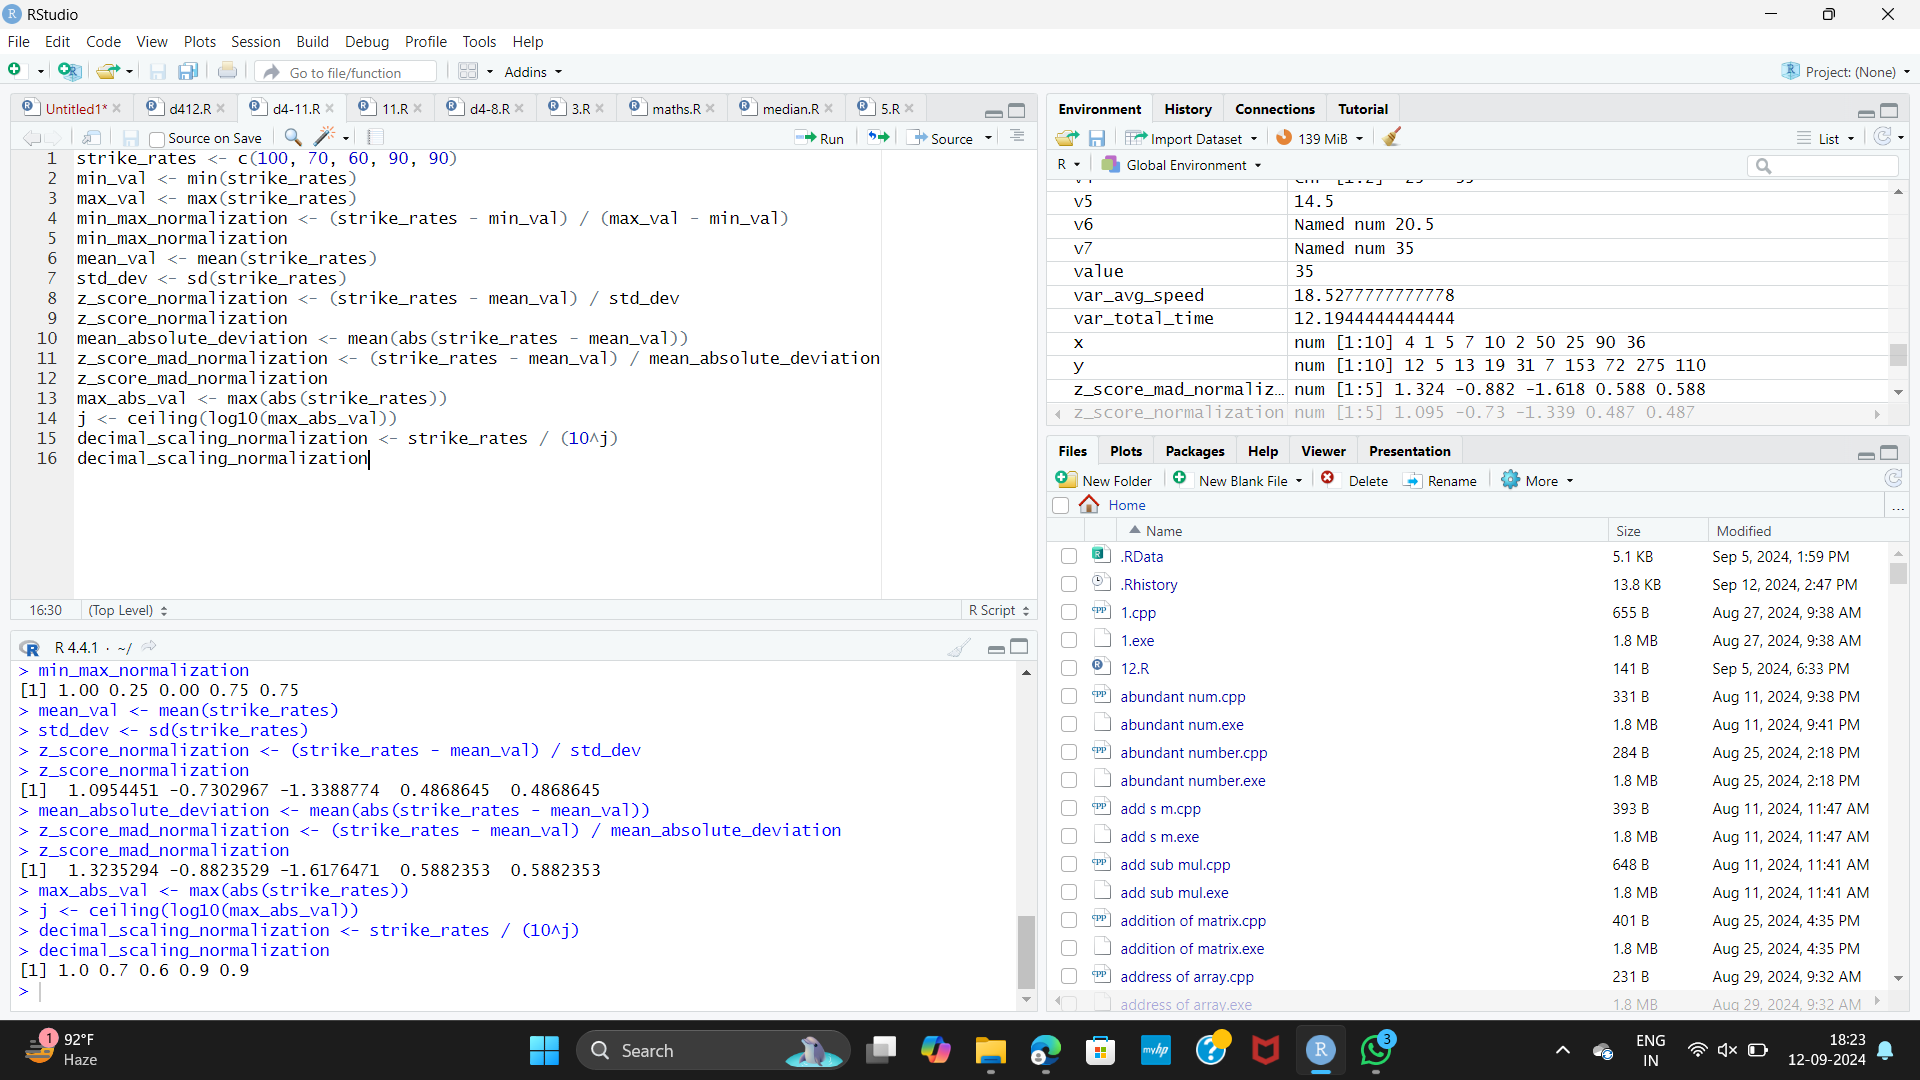 RStudio
File Edit Code View Plots Session Build Debug Profile Tools Help
Go to file/function Addins Project: (None)
Untitled1* d412.R d4-11.R 11.R d4-8.R 3.R maths.R median.R 5.R
Source on Save Run Source
1 strike_rates <- c(100, 70, 60, 90, 90)
2 min_val <- min(strike_rates)
3 max_val <- max(strike_rates)
4 min_max_normalization <- (strike_rates - min_val) / (max_val - min_val)
5 min_max_normalization
6 mean_val <- mean(strike_rates)
7 std_dev <- sd(strike_rates)
8 z_score_normalization <- (strike_rates - mean_val) / std_dev
9 z_score_normalization
10 mean_absolute_deviation <- mean(abs(strike_rates - mean_val))
11 z_score_mad_normalization <- (strike_rates - mean_val) / mean_absolute_deviation
12 z_score_mad_normalization
13 max_abs_val <- max(abs(strike_rates))
14 j <- ceiling(log10(max_abs_val))
15 decimal_scaling_normalization <- strike_rates / (10^j)
16 decimal_scaling_normalization
16:30 (Top Level) R Script
R 4.4.1 · ~/
> min_max_normalization
[1] 1.00 0.25 0.00 0.75 0.75
> mean_val <- mean(strike_rates)
> std_dev <- sd(strike_rates)
> z_score_normalization <- (strike_rates - mean_val) / std_dev
> z_score_normalization
[1]  1.0954451 -0.7302967 -1.3388774  0.4868645  0.4868645
> mean_absolute_deviation <- mean(abs(strike_rates - mean_val))
> z_score_mad_normalization <- (strike_rates - mean_val) / mean_absolute_deviation
> z_score_mad_normalization
[1]  1.3235294 -0.8823529 -1.6176471  0.5882353  0.5882353
> max_abs_val <- max(abs(strike_rates))
> j <- ceiling(log10(max_abs_val))
> decimal_scaling_normalization <- strike_rates / (10^j)
> decimal_scaling_normalization
[1] 1.0 0.7 0.6 0.9 0.9
>
Environment History Connections Tutorial
Import Dataset 139 MiB List
R Global Environment
v5 14.5
v6 Named num 20.5
v7 Named num 35
value 35
var_avg_speed 18.5277777777778
var_total_time 12.1944444444444
x num [1:10] 4 1 5 7 10 2 50 25 90 36
y num [1:10] 12 5 13 19 31 7 153 72 275 110
z_score_mad_normaliz… num [1:5] 1.324 -0.882 -1.618 0.588 0.588
z_score_normalization num [1:5] 1.095 -0.73 -1.339 0.487 0.487
Files Plots Packages Help Viewer Presentation
New Folder New Blank File Delete Rename More
Home ...
Name Size Modified
.RData 5.1 KB Sep 5, 2024, 1:59 PM
.Rhistory 13.8 KB Sep 12, 2024, 2:47 PM
1.cpp 655 B Aug 27, 2024, 9:38 AM
1.exe 1.8 MB Aug 27, 2024, 9:38 AM
12.R 141 B Sep 5, 2024, 6:33 PM
abundant num.cpp 331 B Aug 11, 2024, 9:38 PM
abundant num.exe 1.8 MB Aug 11, 2024, 9:41 PM
abundant number.cpp 284 B Aug 25, 2024, 2:18 PM
abundant number.exe 1.8 MB Aug 25, 2024, 2:18 PM
add s m.cpp 393 B Aug 11, 2024, 11:47 AM
add s m.exe 1.8 MB Aug 11, 2024, 11:47 AM
add sub mul.cpp 648 B Aug 11, 2024, 11:41 AM
add sub mul.exe 1.8 MB Aug 11, 2024, 11:41 AM
addition of matrix.cpp 401 B Aug 25, 2024, 4:35 PM
addition of matrix.exe 1.8 MB Aug 25, 2024, 4:35 PM
address of array.cpp 231 B Aug 29, 2024, 9:32 AM
address of array.exe 1.8 MB Aug 29, 2024, 9:32 AM
1 92°F
Haze
Search
myhp
3
ENG
IN
18:23
12-09-2024